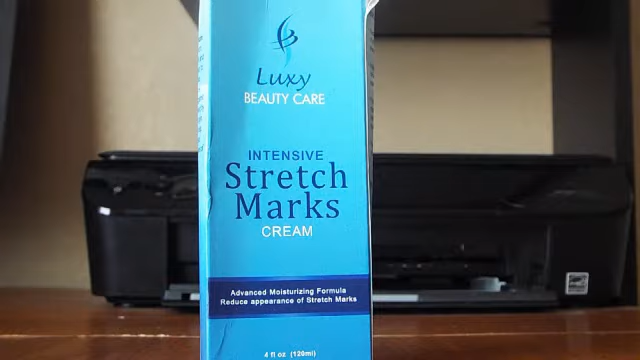 Luxy
BEAUTY CARE
INTENSIVE
Stretch
Marks
CREAM
Advanced Moisturizing Formula
Reduce appearance of Stretch Marks
4 fl oz (120ml)